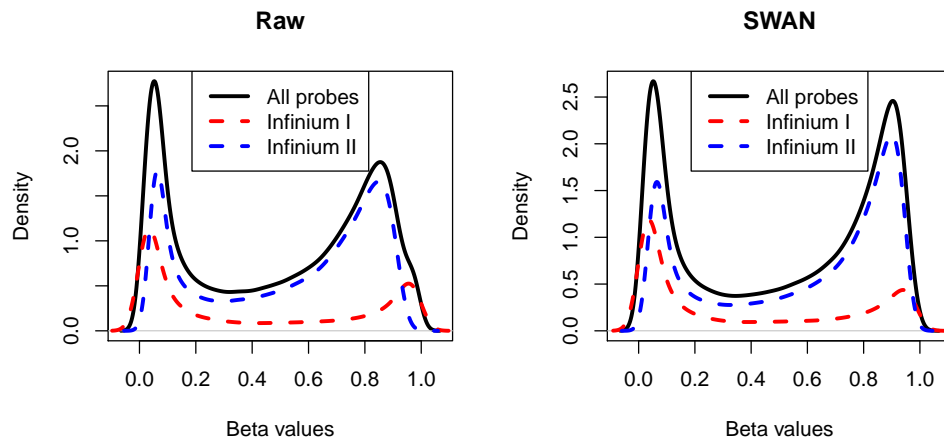 Raw
Density
0.0
1.0
2.0
All probes
Infinium I
Infinium II
0.0 0.2 0.4 0.6 0.8 1.0
Beta values
SWAN
Density
0.0
0.5
1.0
1.5
2.0
2.5
All probes
Infinium I
Infinium II
0.0 0.2 0.4 0.6 0.8 1.0
Beta values